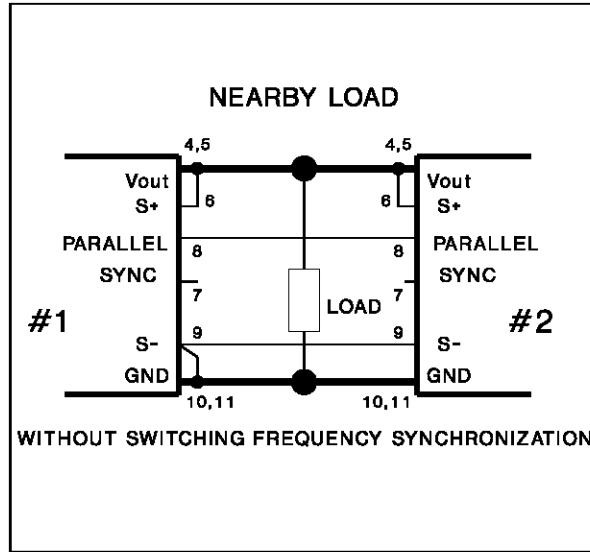 NEARBY LOAD
4,5 4,5
Vout Vout
S+ 6 6 S+
PARALLEL 8 8 PARALLEL
SYNC 7 7 SYNC
LOAD
#1 #2
S- 9 9 S-
GND GND
10,11 10,11
WITHOUT SWITCHING FREQUENCY SYNCHRONIZATION